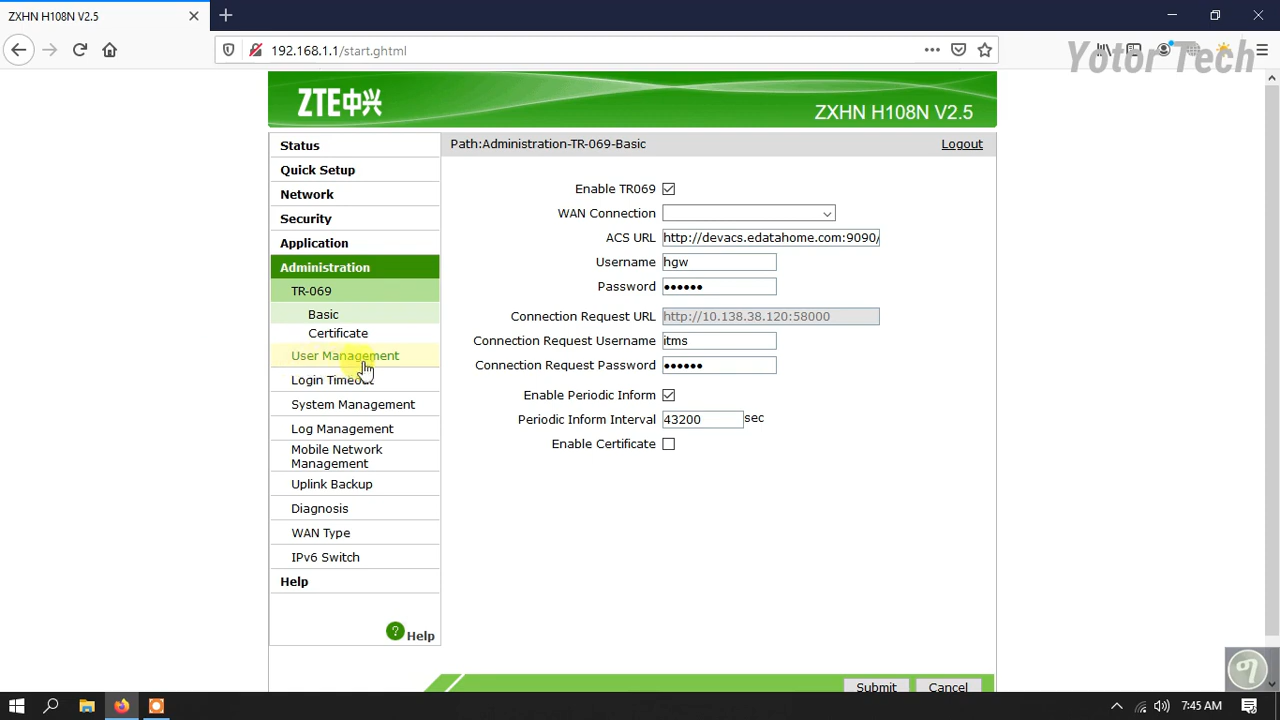 ZXHN H108N V2.5
192.168.1.1/start.ghtml
Yotor Tech
ZTE中兴
ZXHN H108N V2.5
Path:Administration-TR-069-Basic
Logout
Status
Quick Setup
Network
Security
Application
Administration
TR-069
Basic
Certificate
User Management
Login Timeout
System Management
Log Management
Mobile Network
Management
Uplink Backup
Diagnosis
WAN Type
IPv6 Switch
Help
? Help
Enable TR069
WAN Connection
ACS URL http://devacs.edatahome.com:9090/
Username hgw
Password ••••••
Connection Request URL http://10.138.38.120:58000
Connection Request Username itms
Connection Request Password ••••••
Enable Periodic Inform
Periodic Inform Interval 43200 sec
Enable Certificate
Submit Cancel
7:45 AM